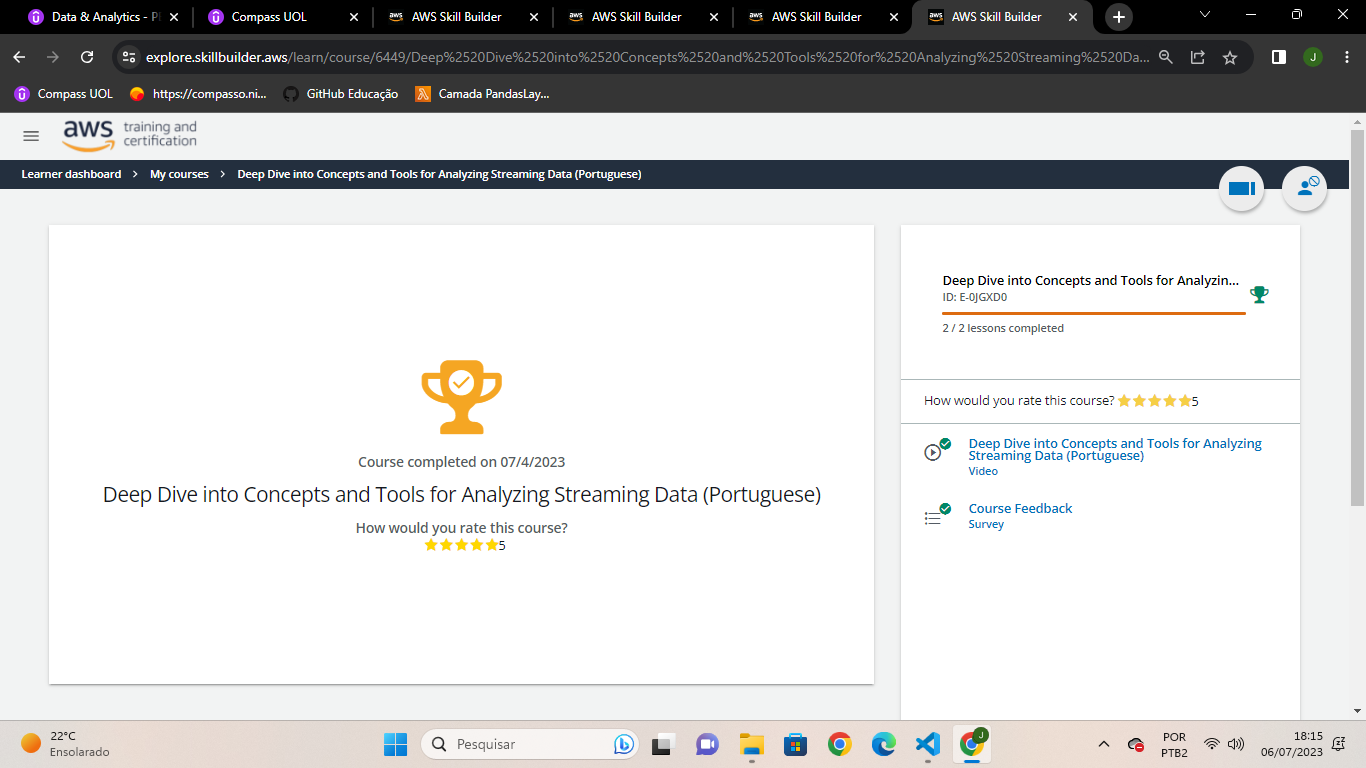 Data & Analytics - P
Compass UOL
AWS Skill Builder
AWS Skill Builder
AWS Skill Builder
AWS Skill Builder
explore.skillbuilder.aws/learn/course/6449/Deep%2520Dive%2520into%2520Concepts%2520and%2520Tools%2520for%2520Analyzing%2520Streaming%2520Da...
J
Compass UOL
https://compasso.ni...
GitHub Educação
Camada PandasLay...
aws training and certification
Learner dashboard > My courses > Deep Dive into Concepts and Tools for Analyzing Streaming Data (Portuguese)
Course completed on 07/4/2023
Deep Dive into Concepts and Tools for Analyzing Streaming Data (Portuguese)
How would you rate this course?
5
Deep Dive into Concepts and Tools for Analyzin...
ID: E-0JGXD0
2 / 2 lessons completed
How would you rate this course? 5
Deep Dive into Concepts and Tools for Analyzing
Streaming Data (Portuguese)
Video
Course Feedback
Survey
22°C
Ensolarado
Pesquisar
J
POR
PTB2
18:15
06/07/2023